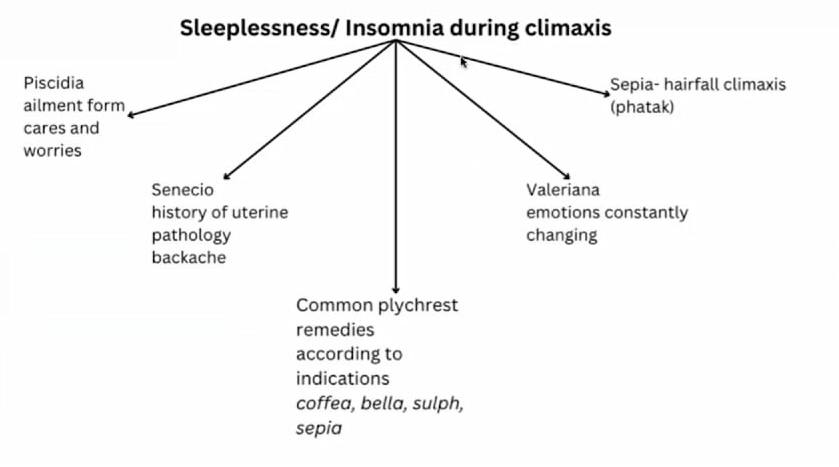 Sleeplessness/ Insomnia during climaxis
Piscidia
ailment form
cares and
worries
Senecio
history of uterine
pathology
backache
Common plychrest
remedies
according to
indications
coffea, bella, sulph,
sepia
Valeriana
emotions constantly
changing
Sepia- hairfall climaxis
(phatak)